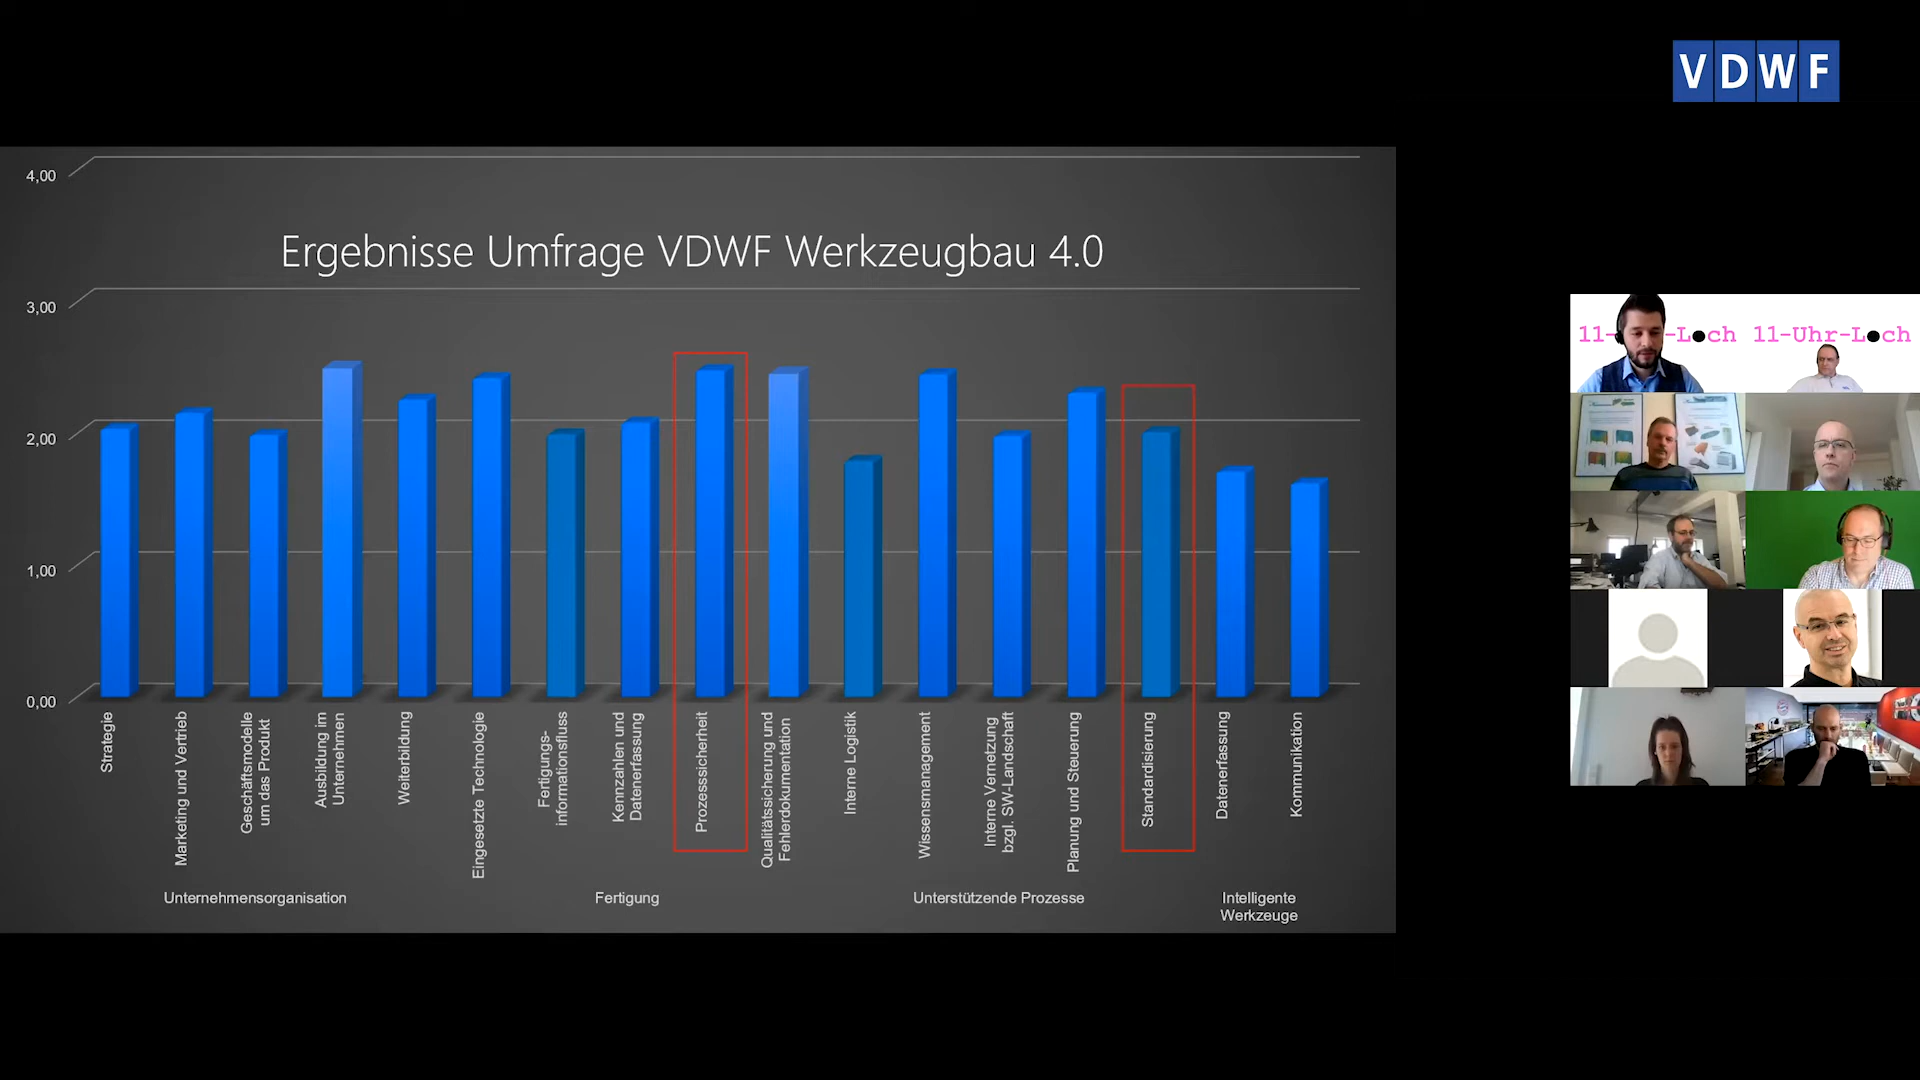 VDWF
4,00
Ergebnisse Umfrage VDWF Werkzeugbau 4.0
3,00
2,00
1,00
0,00
Strategie
Marketing und Vertrieb
Geschäftsmodelle
um das Produkt
Ausbildung im
Unternehmen
Weiterbildung
Eingesetzte Technologie
Fertigungs-
informationsfluss
Kennzahlen und
Datenerfassung
Prozesssicherheit
Qualitätssicherung und
Fehlerdokumentation
Interne Logistik
Wissensmanagement
Interne Vernetzung
bzgl. SW-Landschaft
Planung und Steuerung
Standardisierung
Datenerfassung
Kommunikation
Unternehmensorganisation
Fertigung
Unterstützende Prozesse
Intelligente
Werkzeuge
11-Uhr-Loch